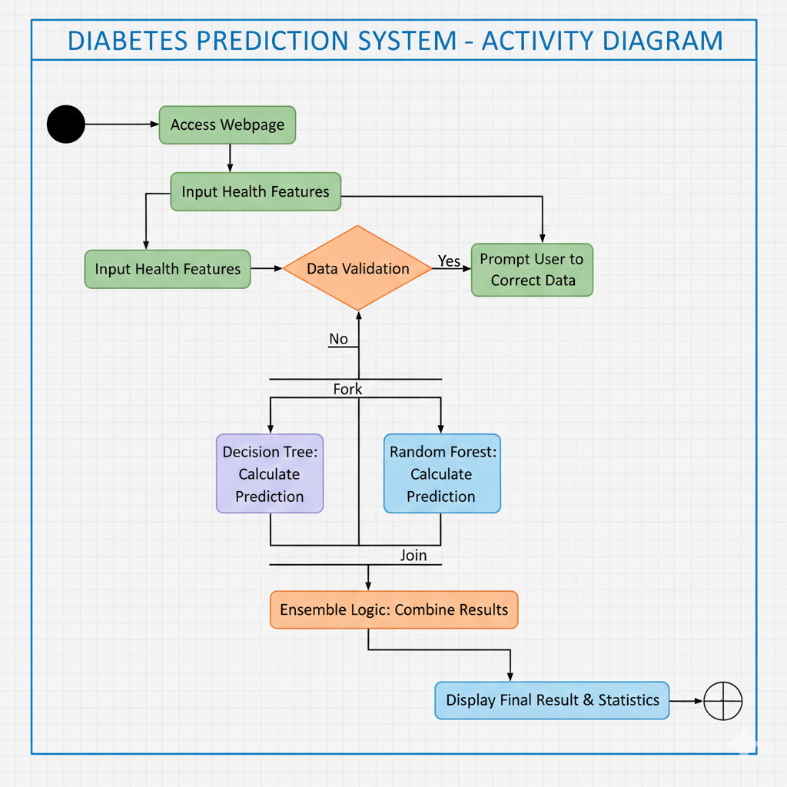 DIABETES PREDICTION SYSTEM - ACTIVITY DIAGRAM
Access Webpage
Input Health Features
Input Health Features
Data Validation
Yes
Prompt User to
Correct Data
No
Fork
Decision Tree:
Calculate
Prediction
Random Forest:
Calculate
Prediction
Join
Ensemble Logic: Combine Results
Display Final Result & Statistics